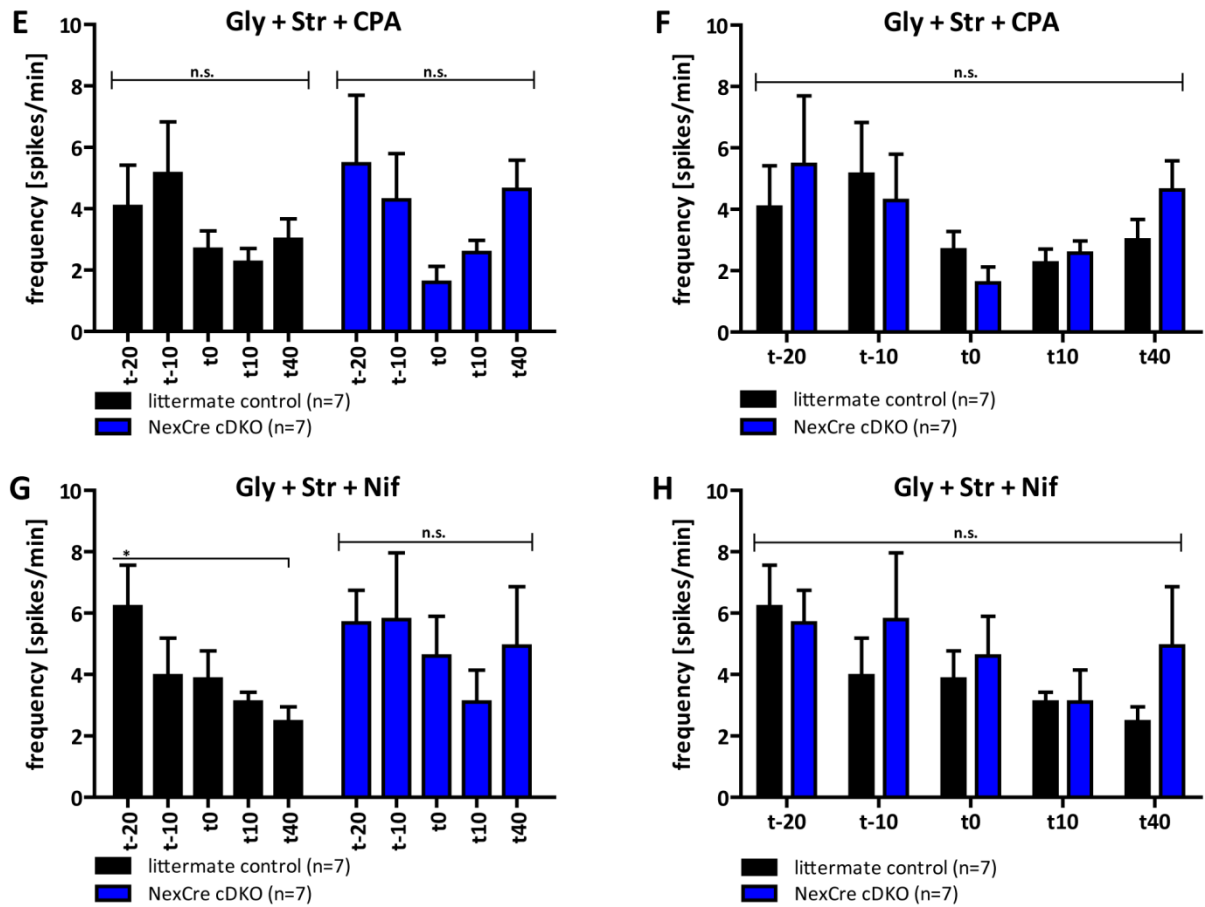 E
Gly + Str + CPA
frequency [spikes/min]
10
8
6
4
2
0
n.s.
n.s.
t-20
t-10
t0
t10
t40
t-20
t-10
t0
t10
t40
littermate control (n=7)
NexCre cDKO (n=7)
F
Gly + Str + CPA
frequency [spikes/min]
10
8
6
4
2
0
n.s.
t-20
t-10
t0
t10
t40
littermate control (n=7)
NexCre cDKO (n=7)
G
Gly + Str + Nif
frequency [spikes/min]
10
8
6
4
2
0
*
n.s.
t-20
t-10
t0
t10
t40
t-20
t-10
t0
t10
t40
littermate control (n=7)
NexCre cDKO (n=7)
H
Gly + Str + Nif
frequency [spikes/min]
10
8
6
4
2
0
n.s.
t-20
t-10
t0
t10
t40
littermate control (n=7)
NexCre cDKO (n=7)